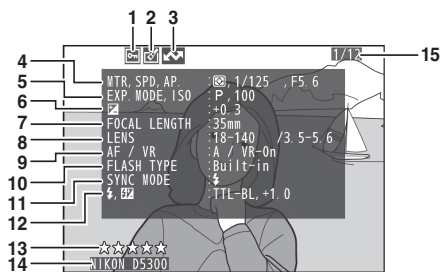 1 2 3
1/12 15
4 MTR, SPD, AP. : 1/125 , F5.6
5 EXP. MODE, ISO : P , 100
6 : +0.3
7 FOCAL LENGTH : 35mm
8 LENS : 18-140 /3.5-5.6
9 AF / VR : A / VR-On
10 FLASH TYPE : Built-in
11 SYNC MODE :
12 , : TTL-BL, +1.0
13
14 NIKON D5300